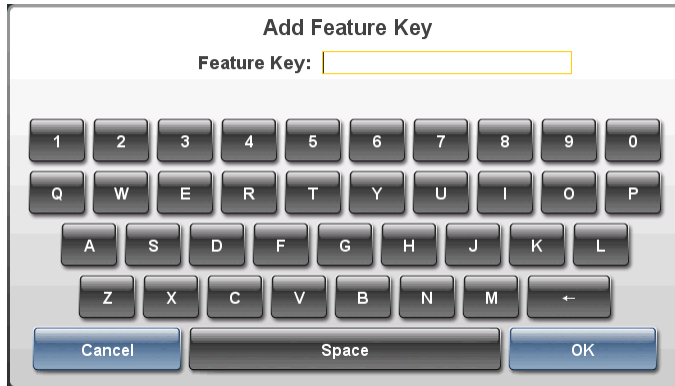 Add Feature Key
Feature Key:
1 2 3 4 5 6 7 8 9 0
Q W E R T Y U I O P
A S D F G H J K L
Z X C V B N M ←
Cancel Space OK